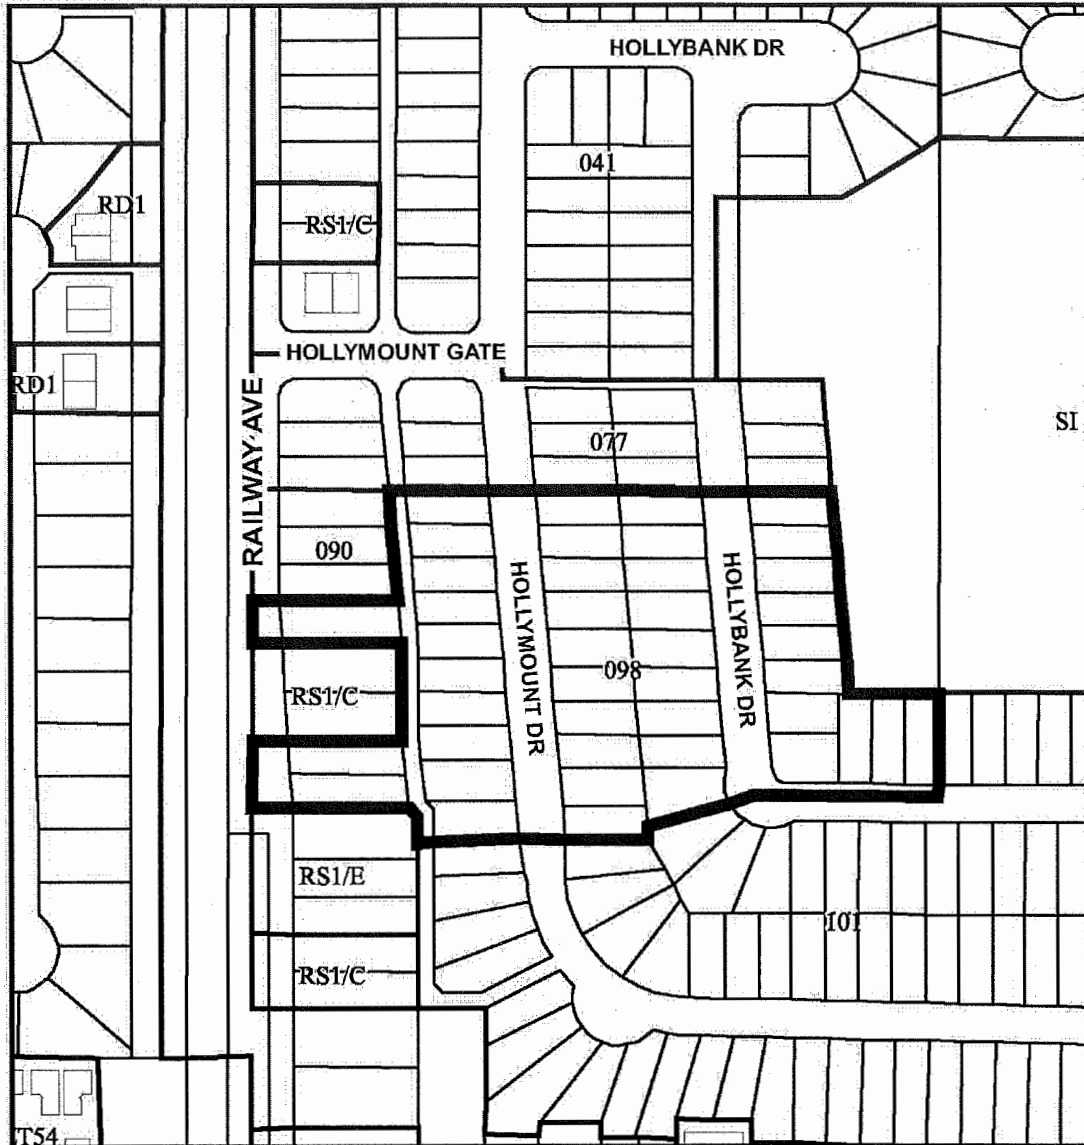 HOLLYBANK DR
041
RD1
RS1/C
HOLLYMOUNT GATE
RD1
RAILWAY AVE
SI
077
090
HOLLYMOUNT DR
HOLLYBANK DR
098
RS1/C
RS1/E
101
RS1/C
T54